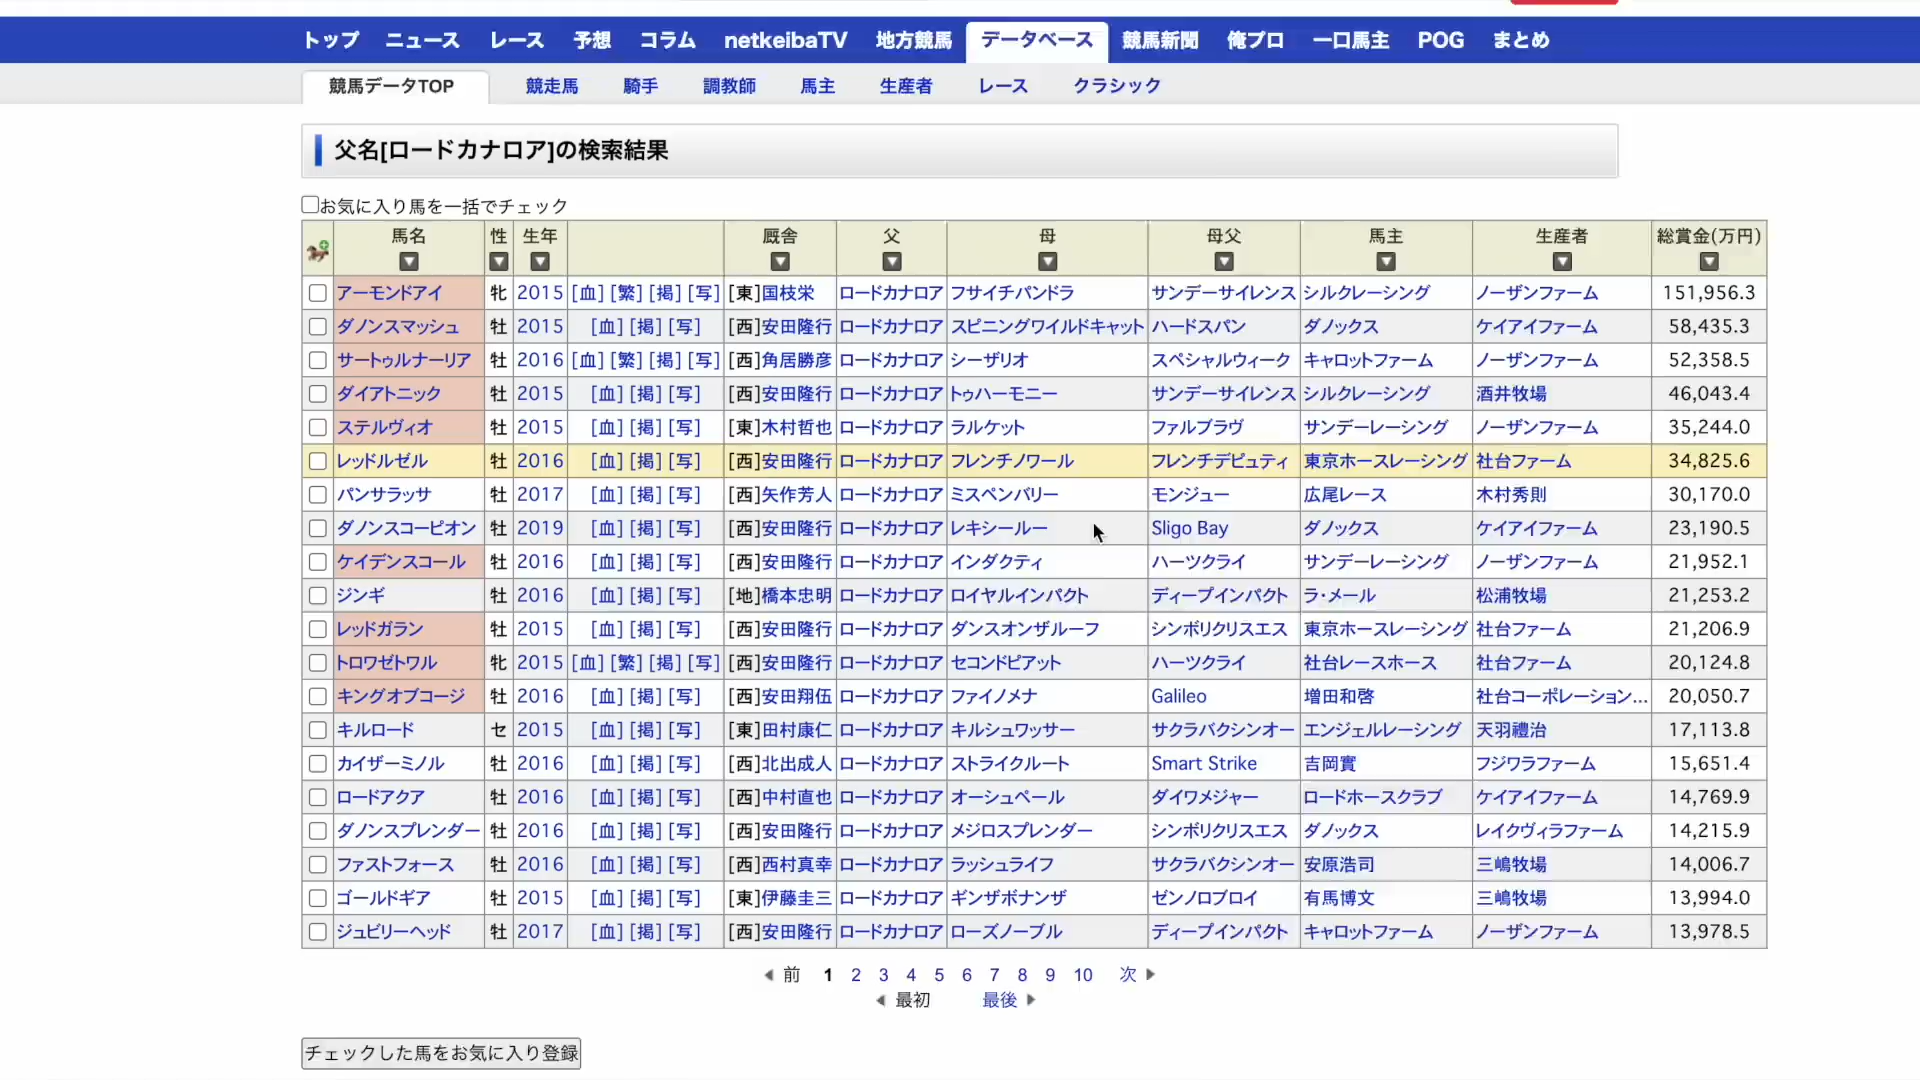 トップ ニュース レース 予想 コラム netkeibaTV 地方競馬 データベース 競馬新聞 俺プロ 一口馬主 POG まとめ
競馬データTOP 競走馬 騎手 調教師 馬主 生産者 レース クラシック
父名[ロードカナロア]の検索結果
お気に入り馬を一括でチェック
馬名 性 生年 厩舎 父 母 母父 馬主 生産者 総賞金(万円)
アーモンドアイ 牝 2015 [血] [繁] [掲] [写] [東]国枝栄 ロードカナロア フサイチパンドラ サンデーサイレンス シルクレーシング ノーザンファーム 151,956.3
ダノンスマッシュ 牡 2015 [血] [掲] [写] [西]安田隆行 ロードカナロア スピニングワイルドキャット ハードスパン ダノックス ケイアイファーム 58,435.3
サートゥルナーリア 牡 2016 [血] [繁] [掲] [写] [西]角居勝彦 ロードカナロア シーザリオ スペシャルウィーク キャロットファーム ノーザンファーム 52,358.5
ダイアトニック 牡 2015 [血] [掲] [写] [西]安田隆行 ロードカナロア トゥハーモニー サンデーサイレンス シルクレーシング 酒井牧場 46,043.4
ステルヴィオ 牡 2015 [血] [掲] [写] [東]木村哲也 ロードカナロア ラルケット ファルブラヴ サンデーレーシング ノーザンファーム 35,244.0
レッドルゼル 牡 2016 [血] [掲] [写] [西]安田隆行 ロードカナロア フレンチノワール フレンチデピュティ 東京ホースレーシング 社台ファーム 34,825.6
パンサラッサ 牡 2017 [血] [掲] [写] [西]矢作芳人 ロードカナロア ミスペンバリー モンジュー 広尾レース 木村秀則 30,170.0
ダノンスコーピオン 牡 2019 [血] [掲] [写] [西]安田隆行 ロードカナロア レキシールー Sligo Bay ダノックス ケイアイファーム 23,190.5
ケイデンスコール 牡 2016 [血] [掲] [写] [西]安田隆行 ロードカナロア インダクティ ハーツクライ サンデーレーシング ノーザンファーム 21,952.1
ジンギ 牡 2016 [血] [掲] [写] [地]橋本忠明 ロードカナロア ロイヤルインパクト ディープインパクト ラ・メール 松浦牧場 21,253.2
レッドガラン 牡 2015 [血] [掲] [写] [西]安田隆行 ロードカナロア ダンスオンザルーフ シンボリクリスエス 東京ホースレーシング 社台ファーム 21,206.9
トロワゼトワル 牝 2015 [血] [繁] [掲] [写] [西]安田隆行 ロードカナロア セコンドピアット ハーツクライ 社台レースホース 社台ファーム 20,124.8
キングオブコージ 牡 2016 [血] [掲] [写] [西]安田翔伍 ロードカナロア ファイノメナ Galileo 増田和啓 社台コーポレーション... 20,050.7
キルロード セ 2015 [血] [掲] [写] [東]田村康仁 ロードカナロア キルシュワッサー サクラバクシンオー エンジェルレーシング 天羽禮治 17,113.8
カイザーミノル 牡 2016 [血] [掲] [写] [西]北出成人 ロードカナロア ストライクルート Smart Strike 吉岡實 フジワラファーム 15,651.4
ロードアクア 牡 2016 [血] [掲] [写] [西]中村直也 ロードカナロア オーシュペール ダイワメジャー ロードホースクラブ ケイアイファーム 14,769.9
ダノンスプレンダー 牡 2016 [血] [掲] [写] [西]安田隆行 ロードカナロア メジロスプレンダー シンボリクリスエス ダノックス レイクヴィラファーム 14,215.9
ファストフォース 牡 2016 [血] [掲] [写] [西]西村真幸 ロードカナロア ラッシュライフ サクラバクシンオー 安原浩司 三嶋牧場 14,006.7
ゴールドギア 牡 2015 [血] [掲] [写] [東]伊藤圭三 ロードカナロア ギンザボナンザ ゼンノロブロイ 有馬博文 三嶋牧場 13,994.0
ジュビリーヘッド 牡 2017 [血] [掲] [写] [西]安田隆行 ロードカナロア ローズノーブル ディープインパクト キャロットファーム ノーザンファーム 13,978.5
前 1 2 3 4 5 6 7 8 9 10 次
最初 最後
チェックした馬をお気に入り登録